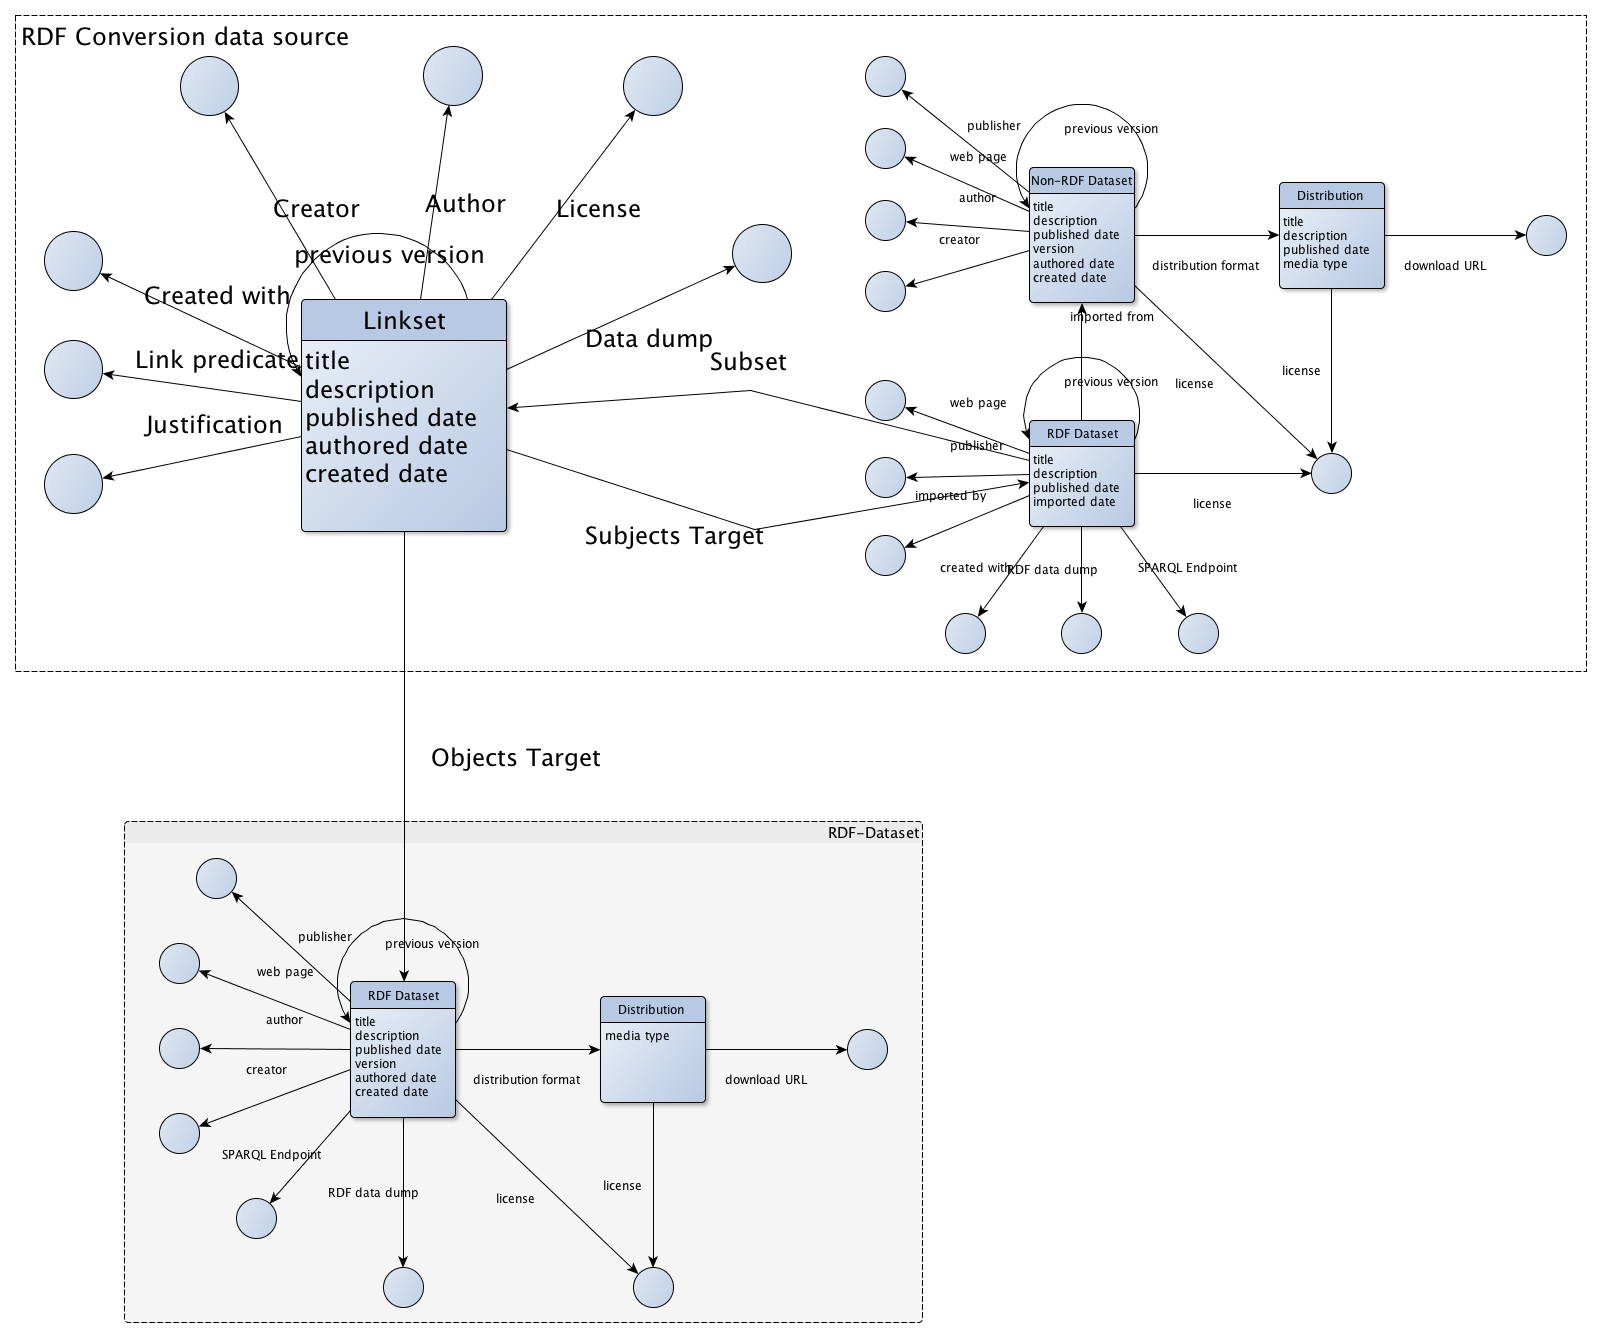 RDF Conversion data source
Creator
Author
License
previous version
Created with
Link predicate
Justification
Data dump
Linkset
title
description
published date
authored date
created date
Subset
Subjects Target
publisher
web page
author
creator
previous version
Non-RDF Dataset
title
description
published date
version
authored date
created date
distribution format
Distribution
title
description
published date
media type
download URL
imported from
license
license
previous version
web page
publisher
imported by
RDF Dataset
title
description
published date
imported date
license
created with
RDF data dump
SPARQL Endpoint
Objects Target
RDF-Dataset
publisher
previous version
web page
author
creator
RDF Dataset
title
description
published date
version
authored date
created date
distribution format
Distribution
media type
download URL
SPARQL Endpoint
RDF data dump
license
license